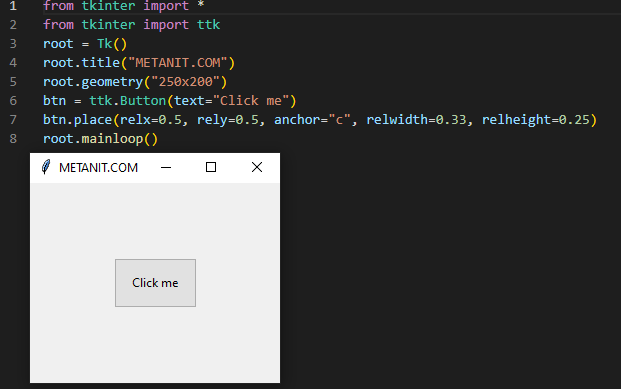 1 from tkinter import *
2 from tkinter import ttk
3 root = Tk()
4 root.title("METANIT.COM")
5 root.geometry("250x200")
6 btn = ttk.Button(text="Click me")
7 btn.place(relx=0.5, rely=0.5, anchor="c", relwidth=0.33, relheight=0.25)
8 root.mainloop()
METANIT.COM
Click me